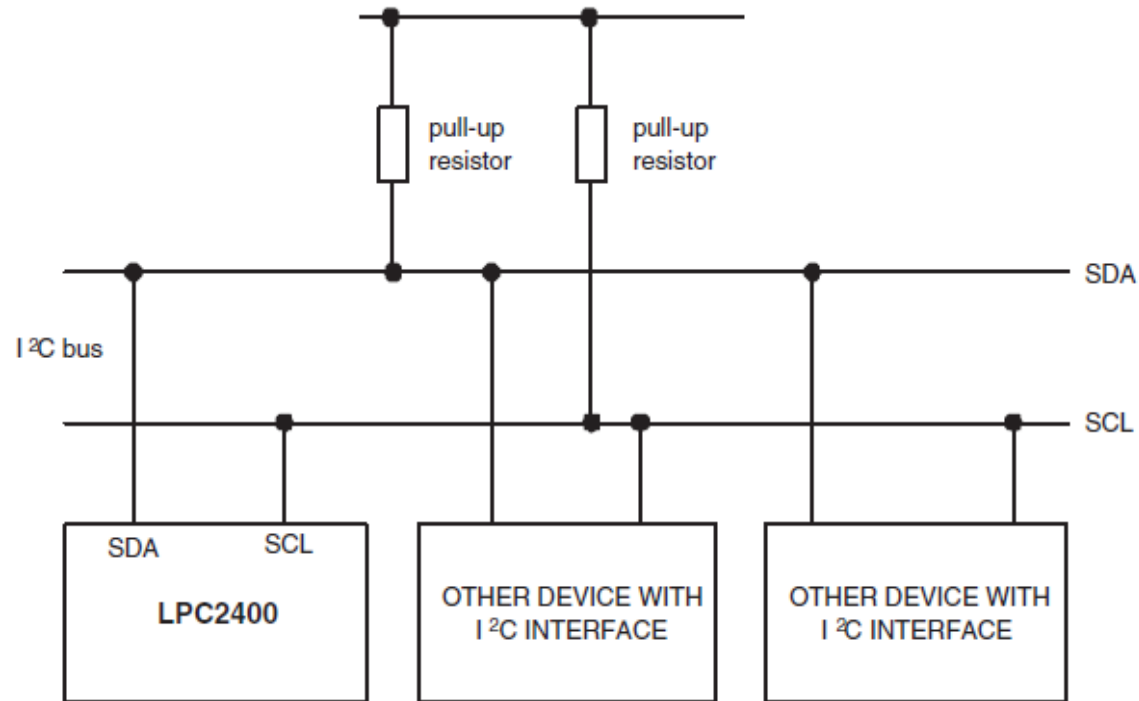 pull-up
resistor
pull-up
resistor
SDA
I ²C bus
SCL
SDA
SCL
LPC2400
OTHER DEVICE WITH
I ²C INTERFACE
OTHER DEVICE WITH
I ²C INTERFACE